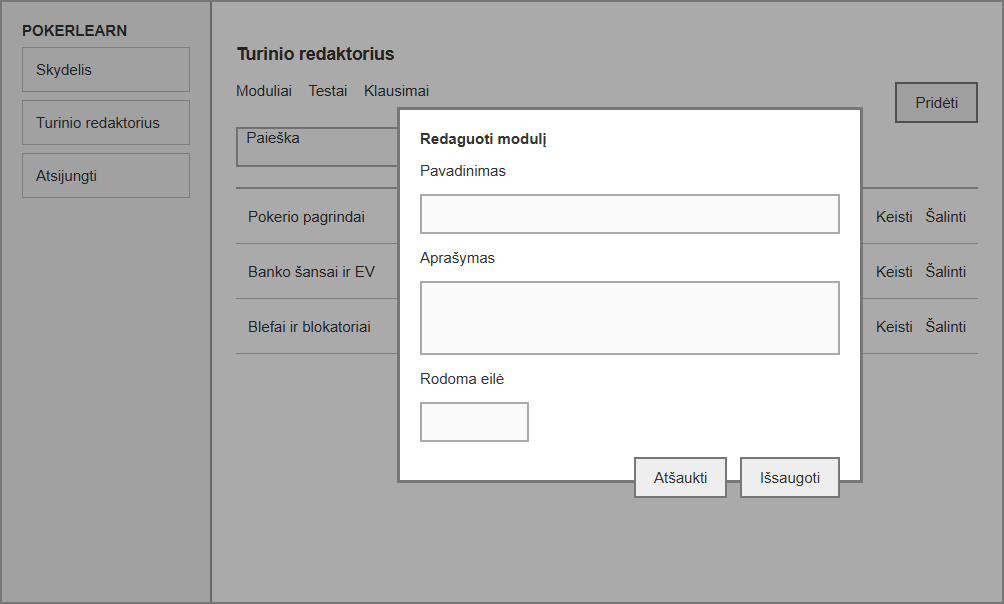 POKERLEARN
Skydelis
Turinio redaktorius
Atsijungti
Turinio redaktorius
Moduliai Testai Klausimai
Pridėti
Paieška
Pokerio pagrindai Keisti Šalinti
Banko šansai ir EV Keisti Šalinti
Blefai ir blokatoriai Keisti Šalinti
Redaguoti modulį
Pavadinimas
Aprašymas
Rodoma eilė
Atšaukti Išsaugoti